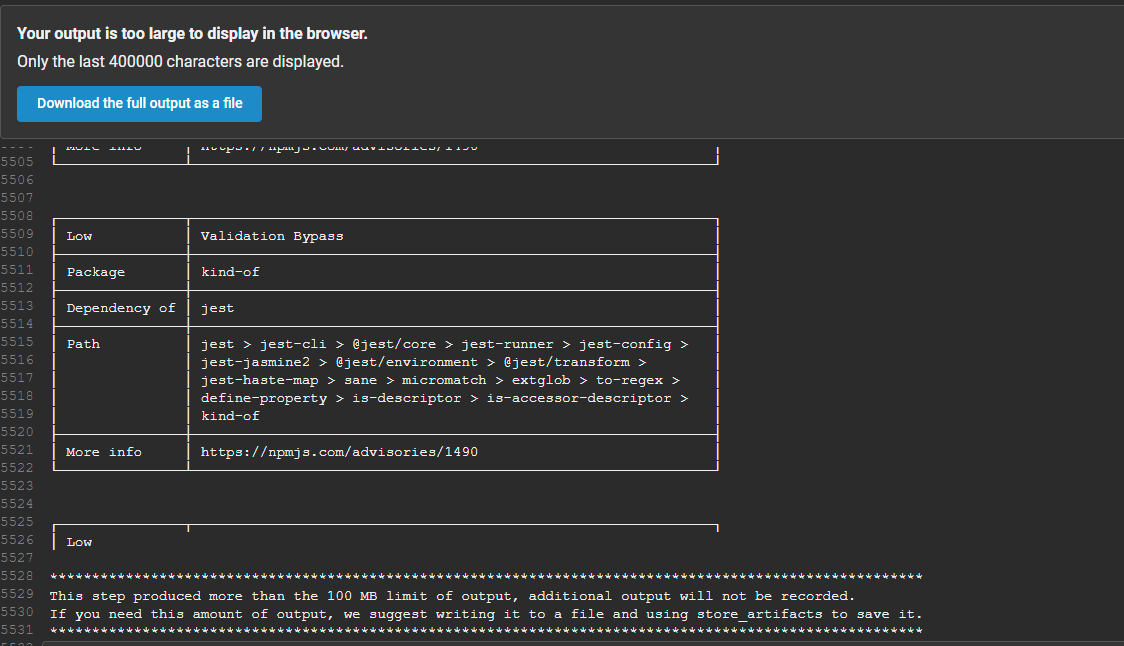 Your output is too large to display in the browser.
Only the last 400000 characters are displayed.
Download the full output as a file
More info https://npmjs.com/advisories/1490
5505
5506
5507
5508
5509 Low Validation Bypass
5510
5511 Package kind-of
5512
5513 Dependency of jest
5514
5515 Path jest > jest-cli > @jest/core > jest-runner > jest-config >
5516 jest-jasmine2 > @jest/environment > @jest/transform >
5517 jest-haste-map > sane > micromatch > extglob > to-regex >
5518 define-property > is-descriptor > is-accessor-descriptor >
5519 kind-of
5520
5521 More info https://npmjs.com/advisories/1490
5522
5523
5524
5525
5526 Low
5527
5528 ********************************************************************************************************
5529 This step produced more than the 100 MB limit of output, additional output will not be recorded.
5530 If you need this amount of output, we suggest writing it to a file and using store_artifacts to save it.
5531 ********************************************************************************************************